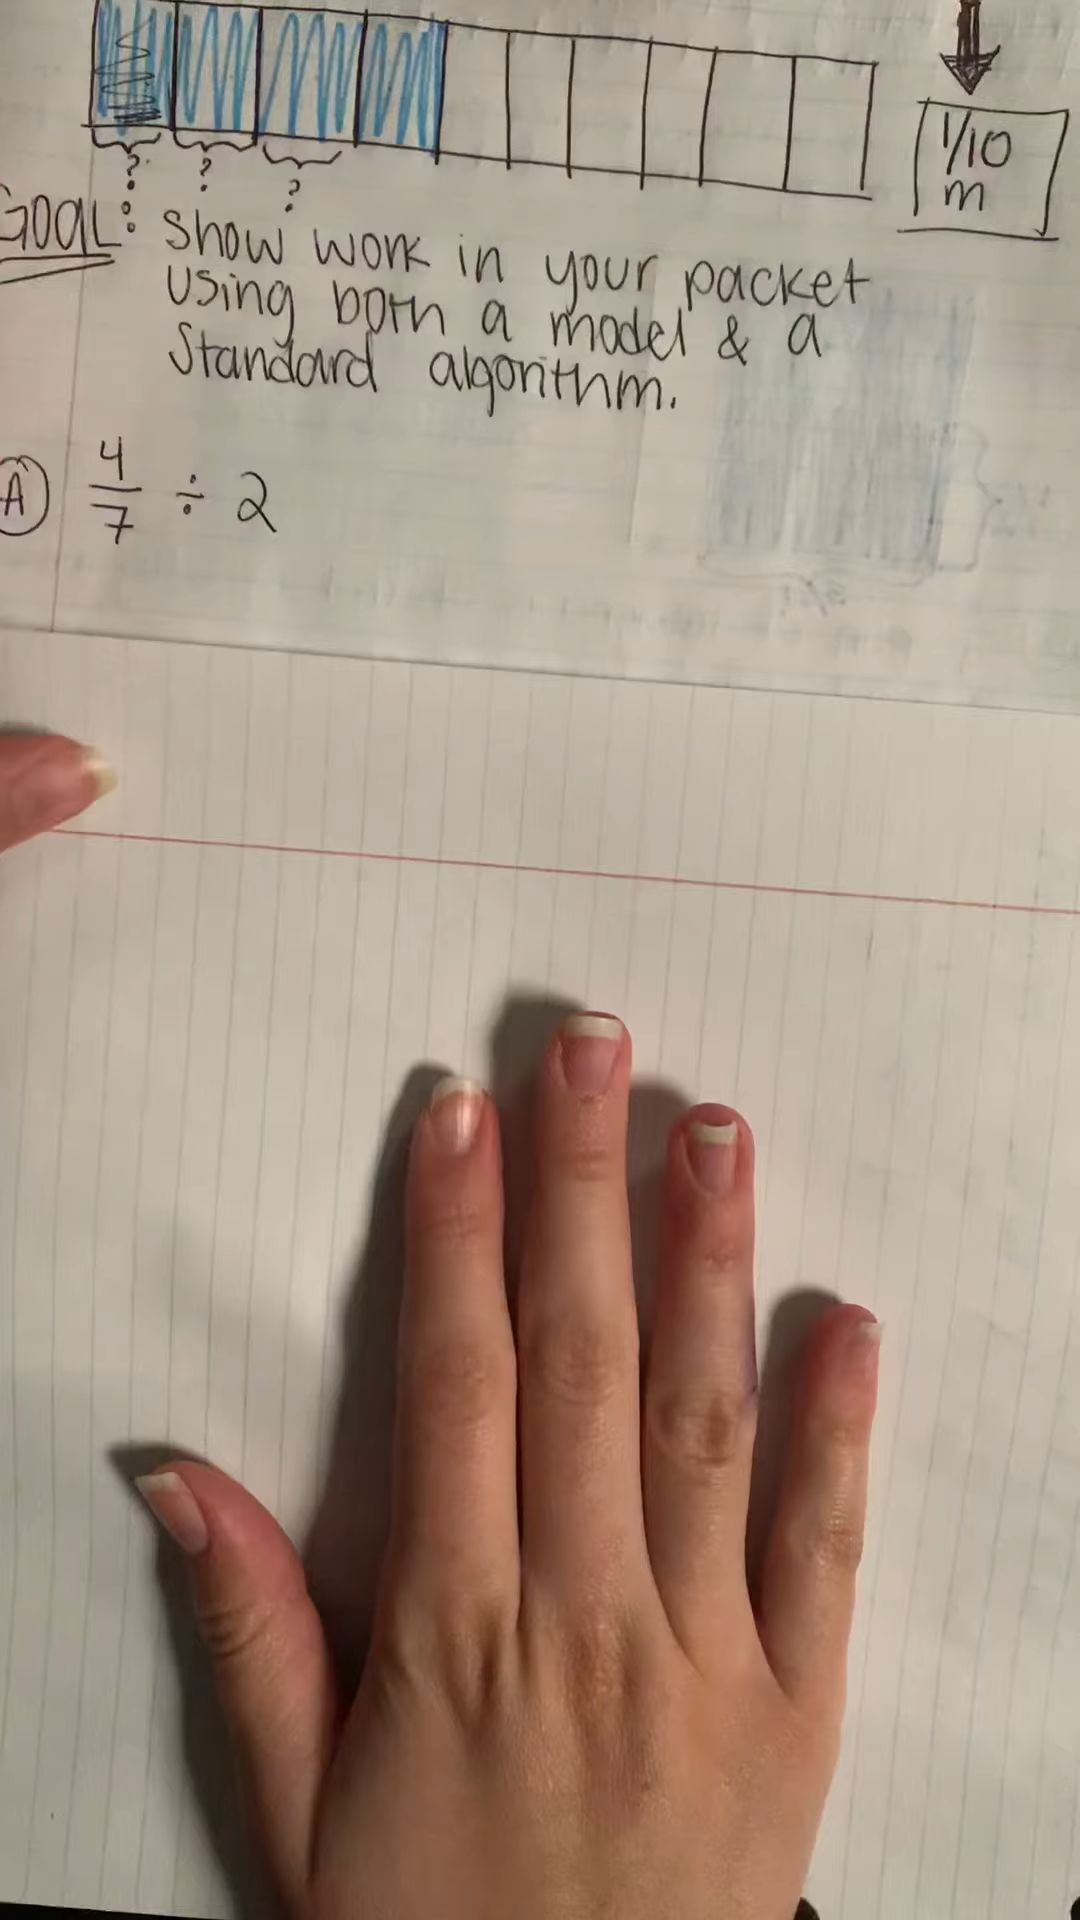 ? ? ?
1/10
m
GOAL: Show work in your packet
using both a model & a
Standard algorithm.
A 4/7 ÷ 2